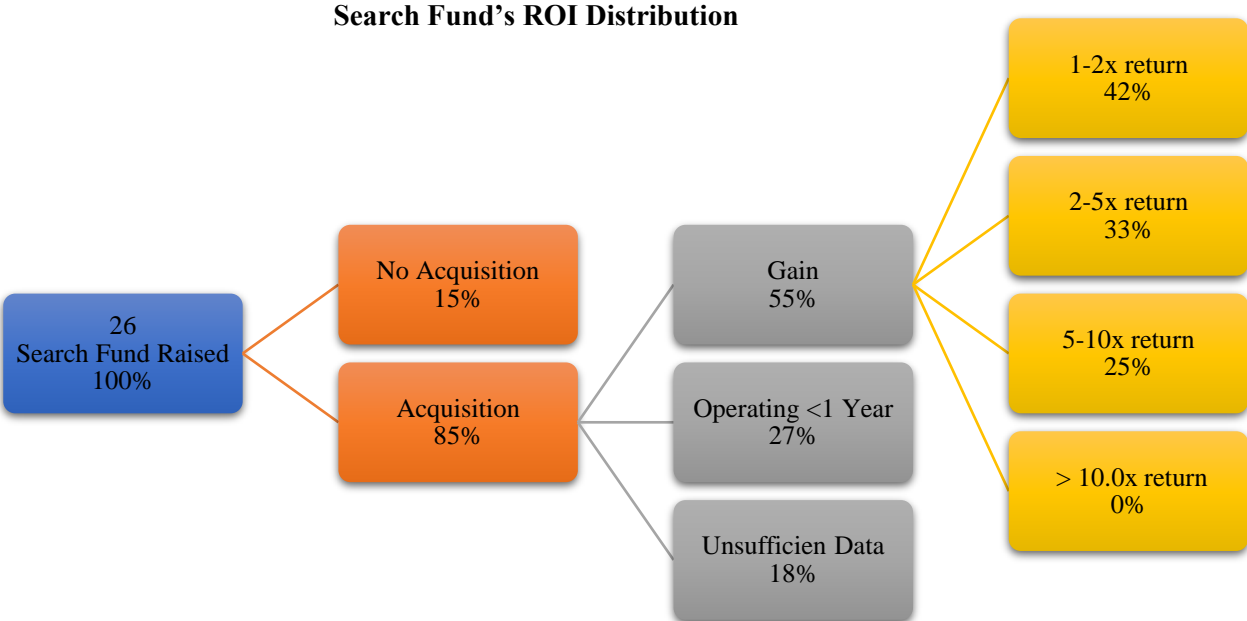 Search Fund’s ROI Distribution
26
Search Fund Raised
100%
No Acquisition
15%
Acquisition
85%
Gain
55%
Operating <1 Year
27%
Unsufficien Data
18%
1-2x return
42%
2-5x return
33%
5-10x return
25%
> 10.0x return
0%